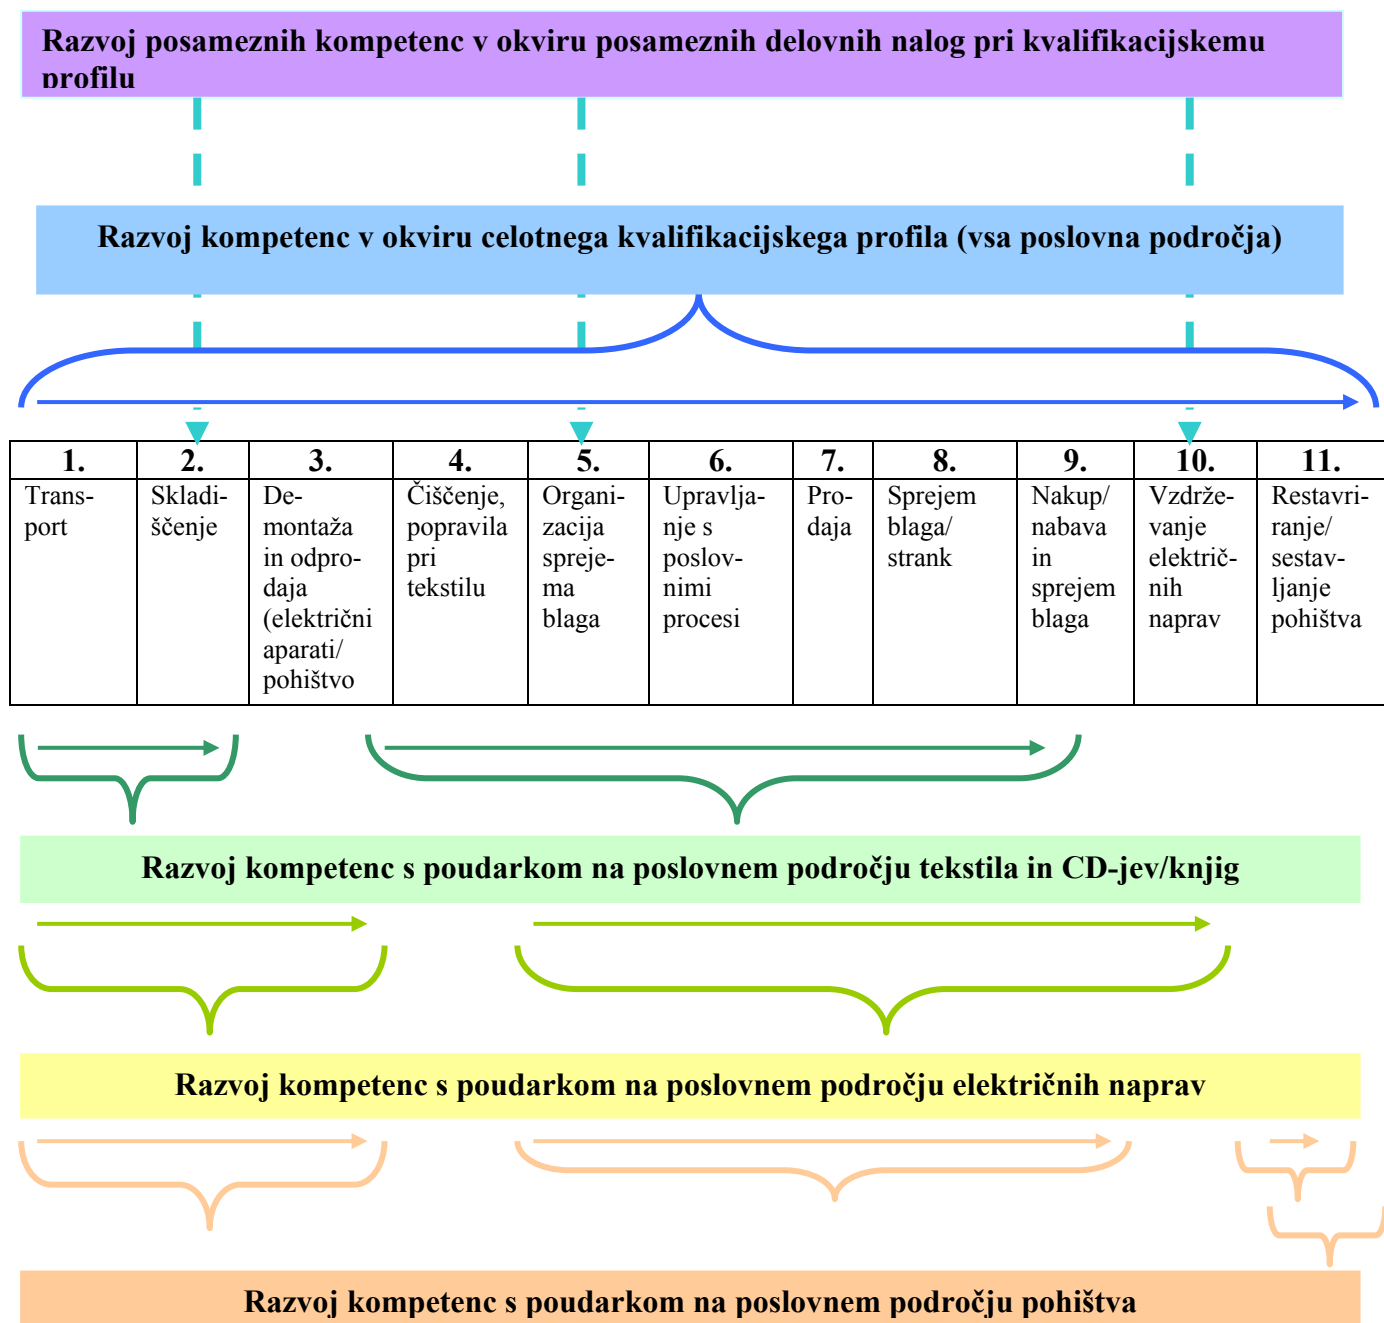 Razvoj posameznih kompetenc v okviru posameznih delovnih nalog pri kvalifikacijskemu
profilu
Razvoj kompetenc v okviru celotnega kvalifikacijskega profila (vsa poslovna področja)
1.
Trans-
port
2.
Skladi-
ščenje
3.
De-
montaža
in odpro-
daja
(električni
aparati/
pohištvo
4.
Čiščenje,
popravila
pri
tekstilu
5.
Organi-
zacija
spreje-
ma
blaga
6.
Upravlja-
nje s
poslov-
nimi
procesi
7.
Pro-
daja
8.
Sprejem
blaga/
strank
9.
Nakup/
nabava
in
sprejem
blaga
10.
Vzdrže-
vanje
električ-
nih
naprav
11.
Restavri-
ranje/
sestav-
ljanje
pohištva
Razvoj kompetenc s poudarkom na poslovnem področju tekstila in CD-jev/knjig
Razvoj kompetenc s poudarkom na poslovnem področju električnih naprav
Razvoj kompetenc s poudarkom na poslovnem področju pohištva